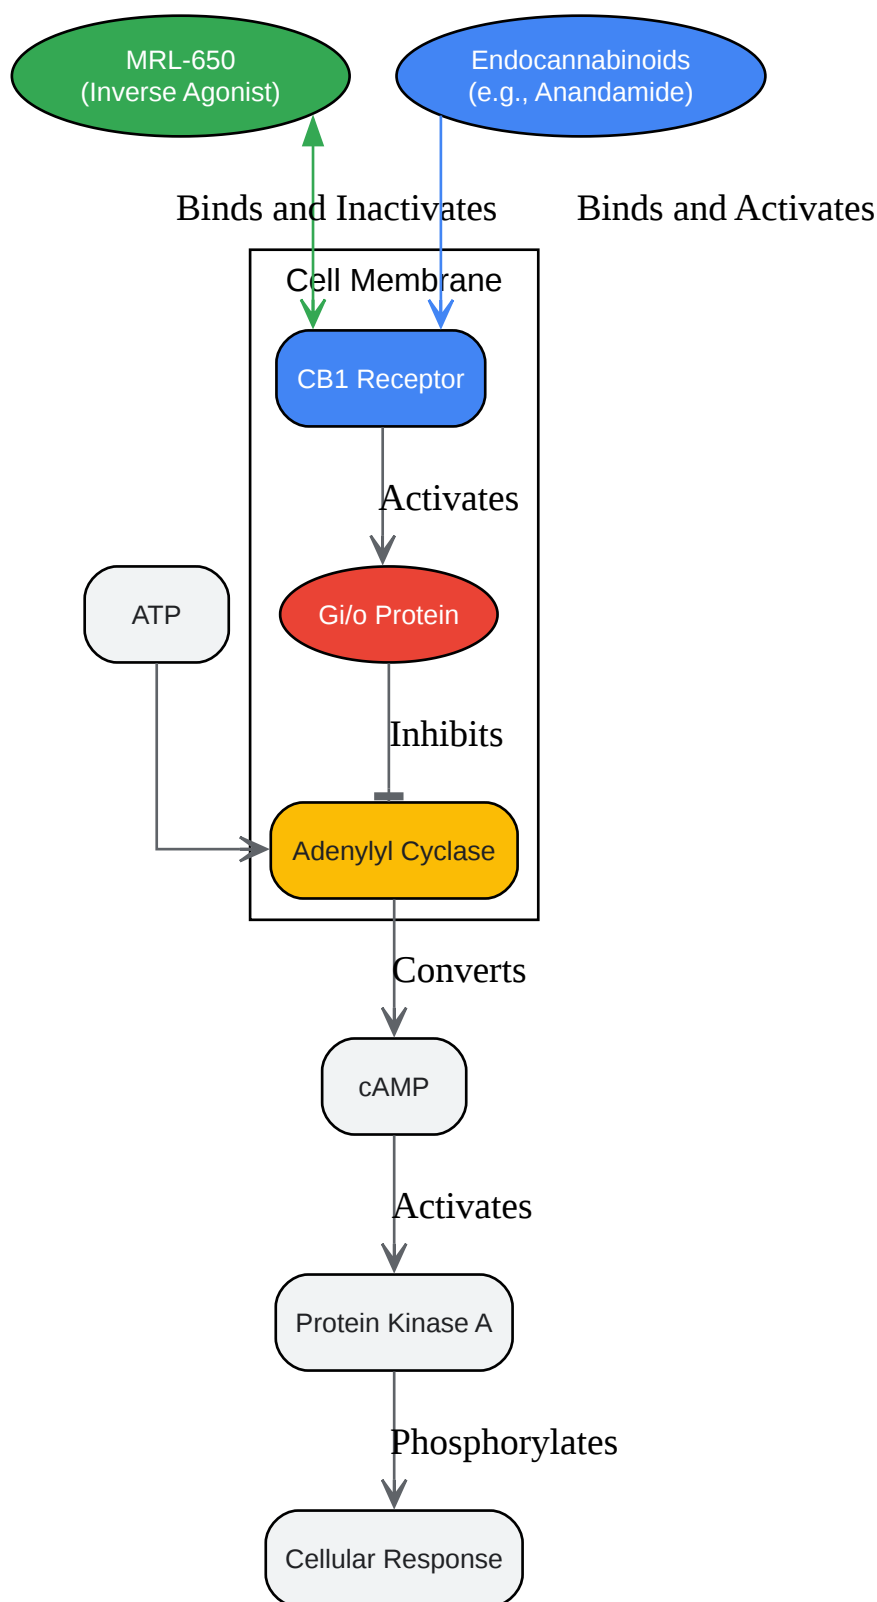 MRL-650
(Inverse Agonist)
Endocannabinoids
(e.g., Anandamide)
Binds and Inactivates
Binds and Activates
Cell Membrane
CB1 Receptor
Activates
ATP
Gi/o Protein
Inhibits
Adenylyl Cyclase
Converts
cAMP
Activates
Protein Kinase A
Phosphorylates
Cellular Response